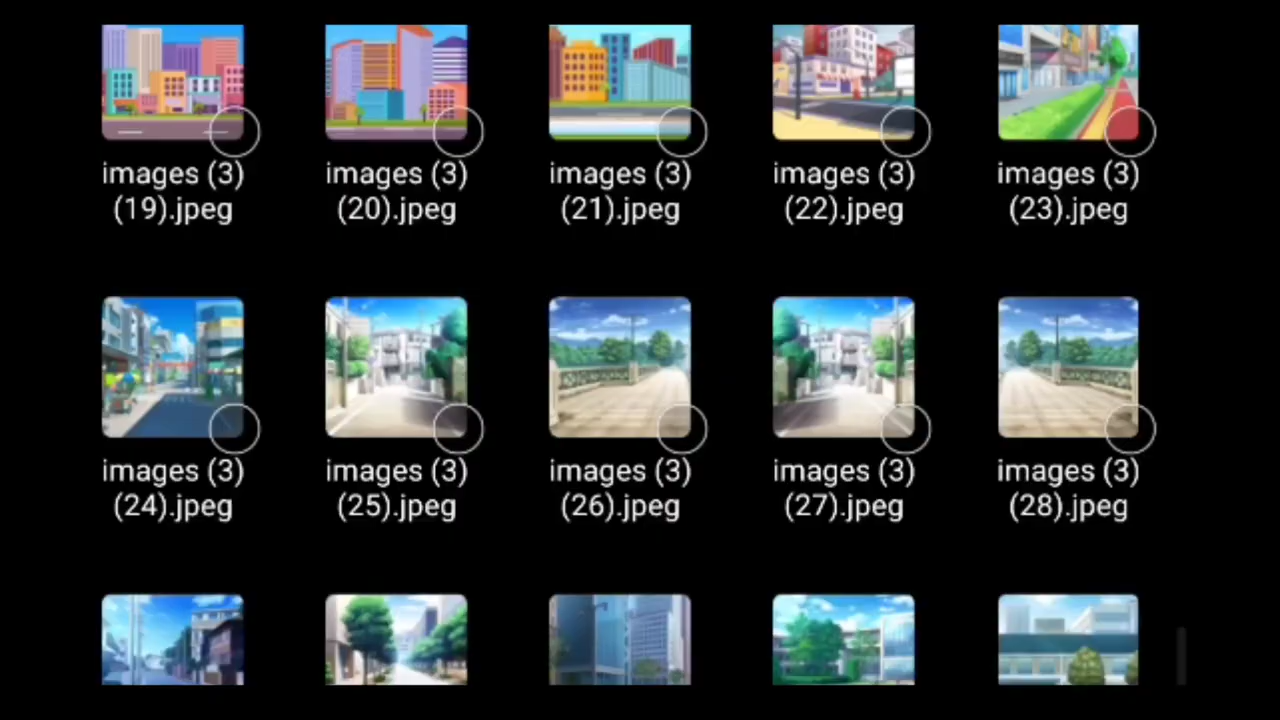 images (3)
(19).jpeg
images (3)
(20).jpeg
images (3)
(21).jpeg
images (3)
(22).jpeg
images (3)
(23).jpeg
images (3)
(24).jpeg
images (3)
(25).jpeg
images (3)
(26).jpeg
images (3)
(27).jpeg
images (3)
(28).jpeg